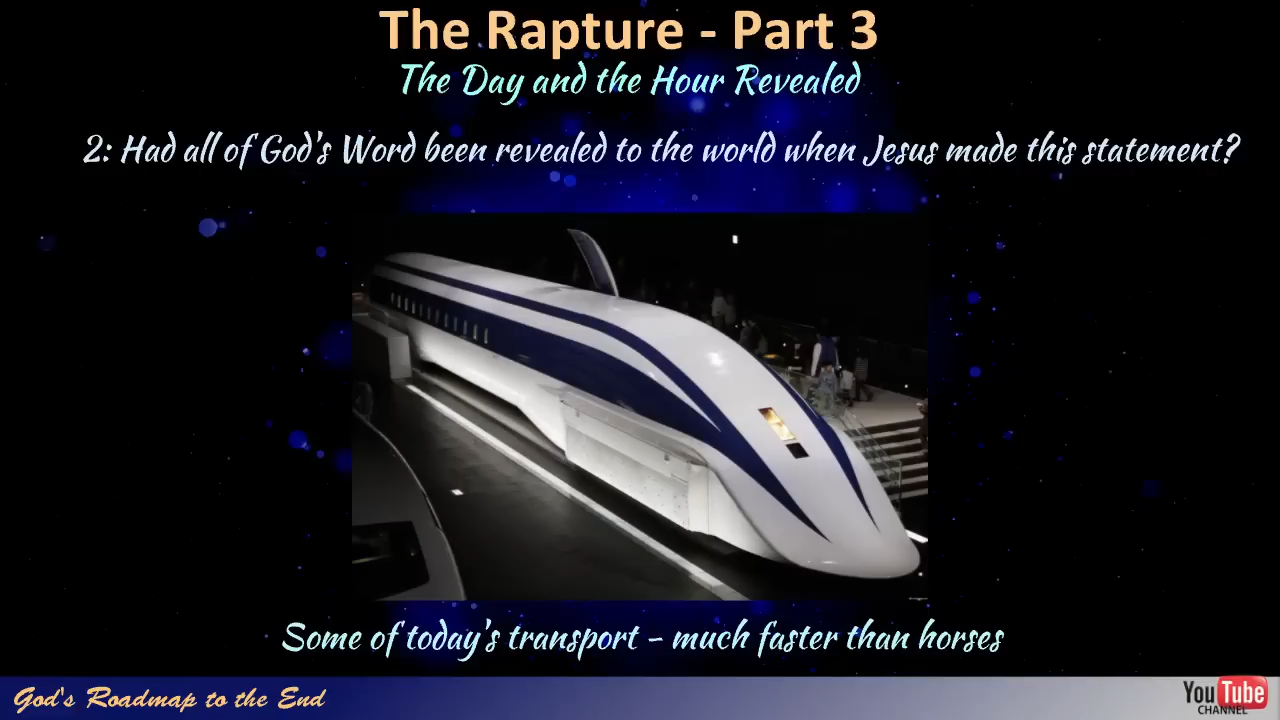 The Rapture - Part 3
The Day and the Hour Revealed
2: Had all of God's Word been revealed to the world when Jesus made this statement?
Some of today's transport – much faster than horses
God's Roadmap to the End
YouTube
CHANNEL